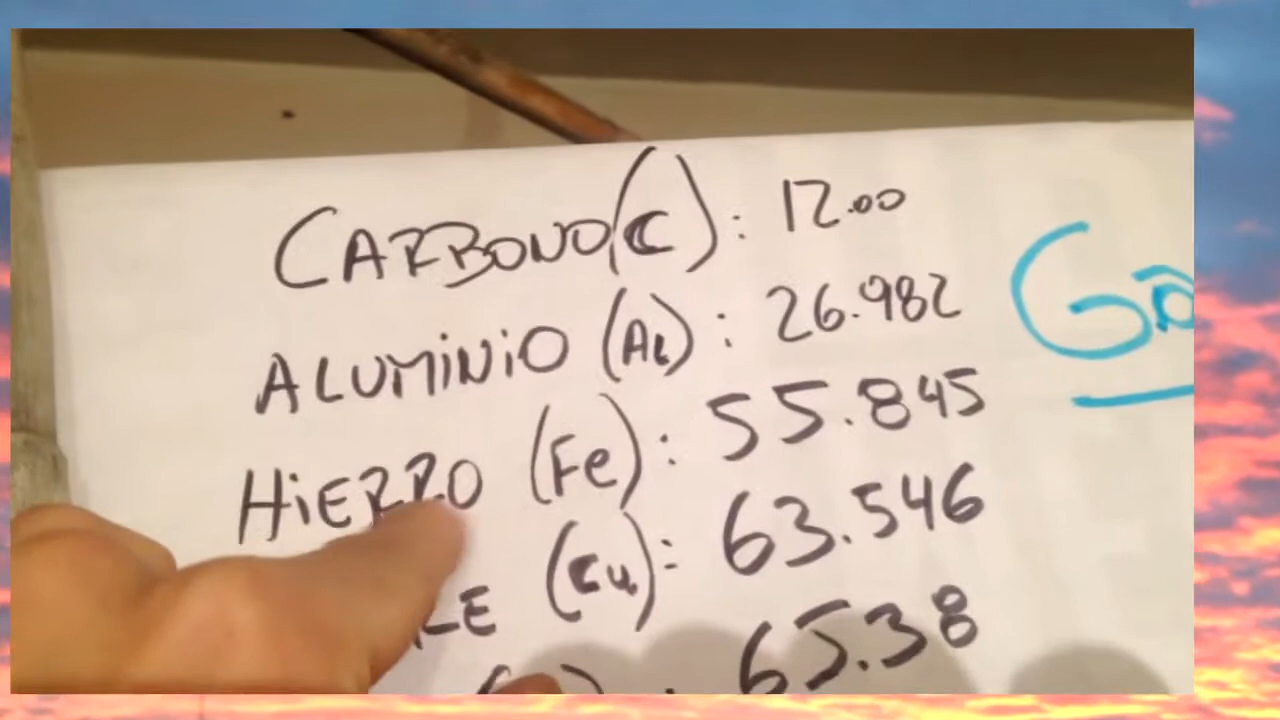 CARBONO(C): 12.00
ALUMINIO (AL): 26.982
HIERRO (Fe): 55.845
(Cu): 63.546
65.38